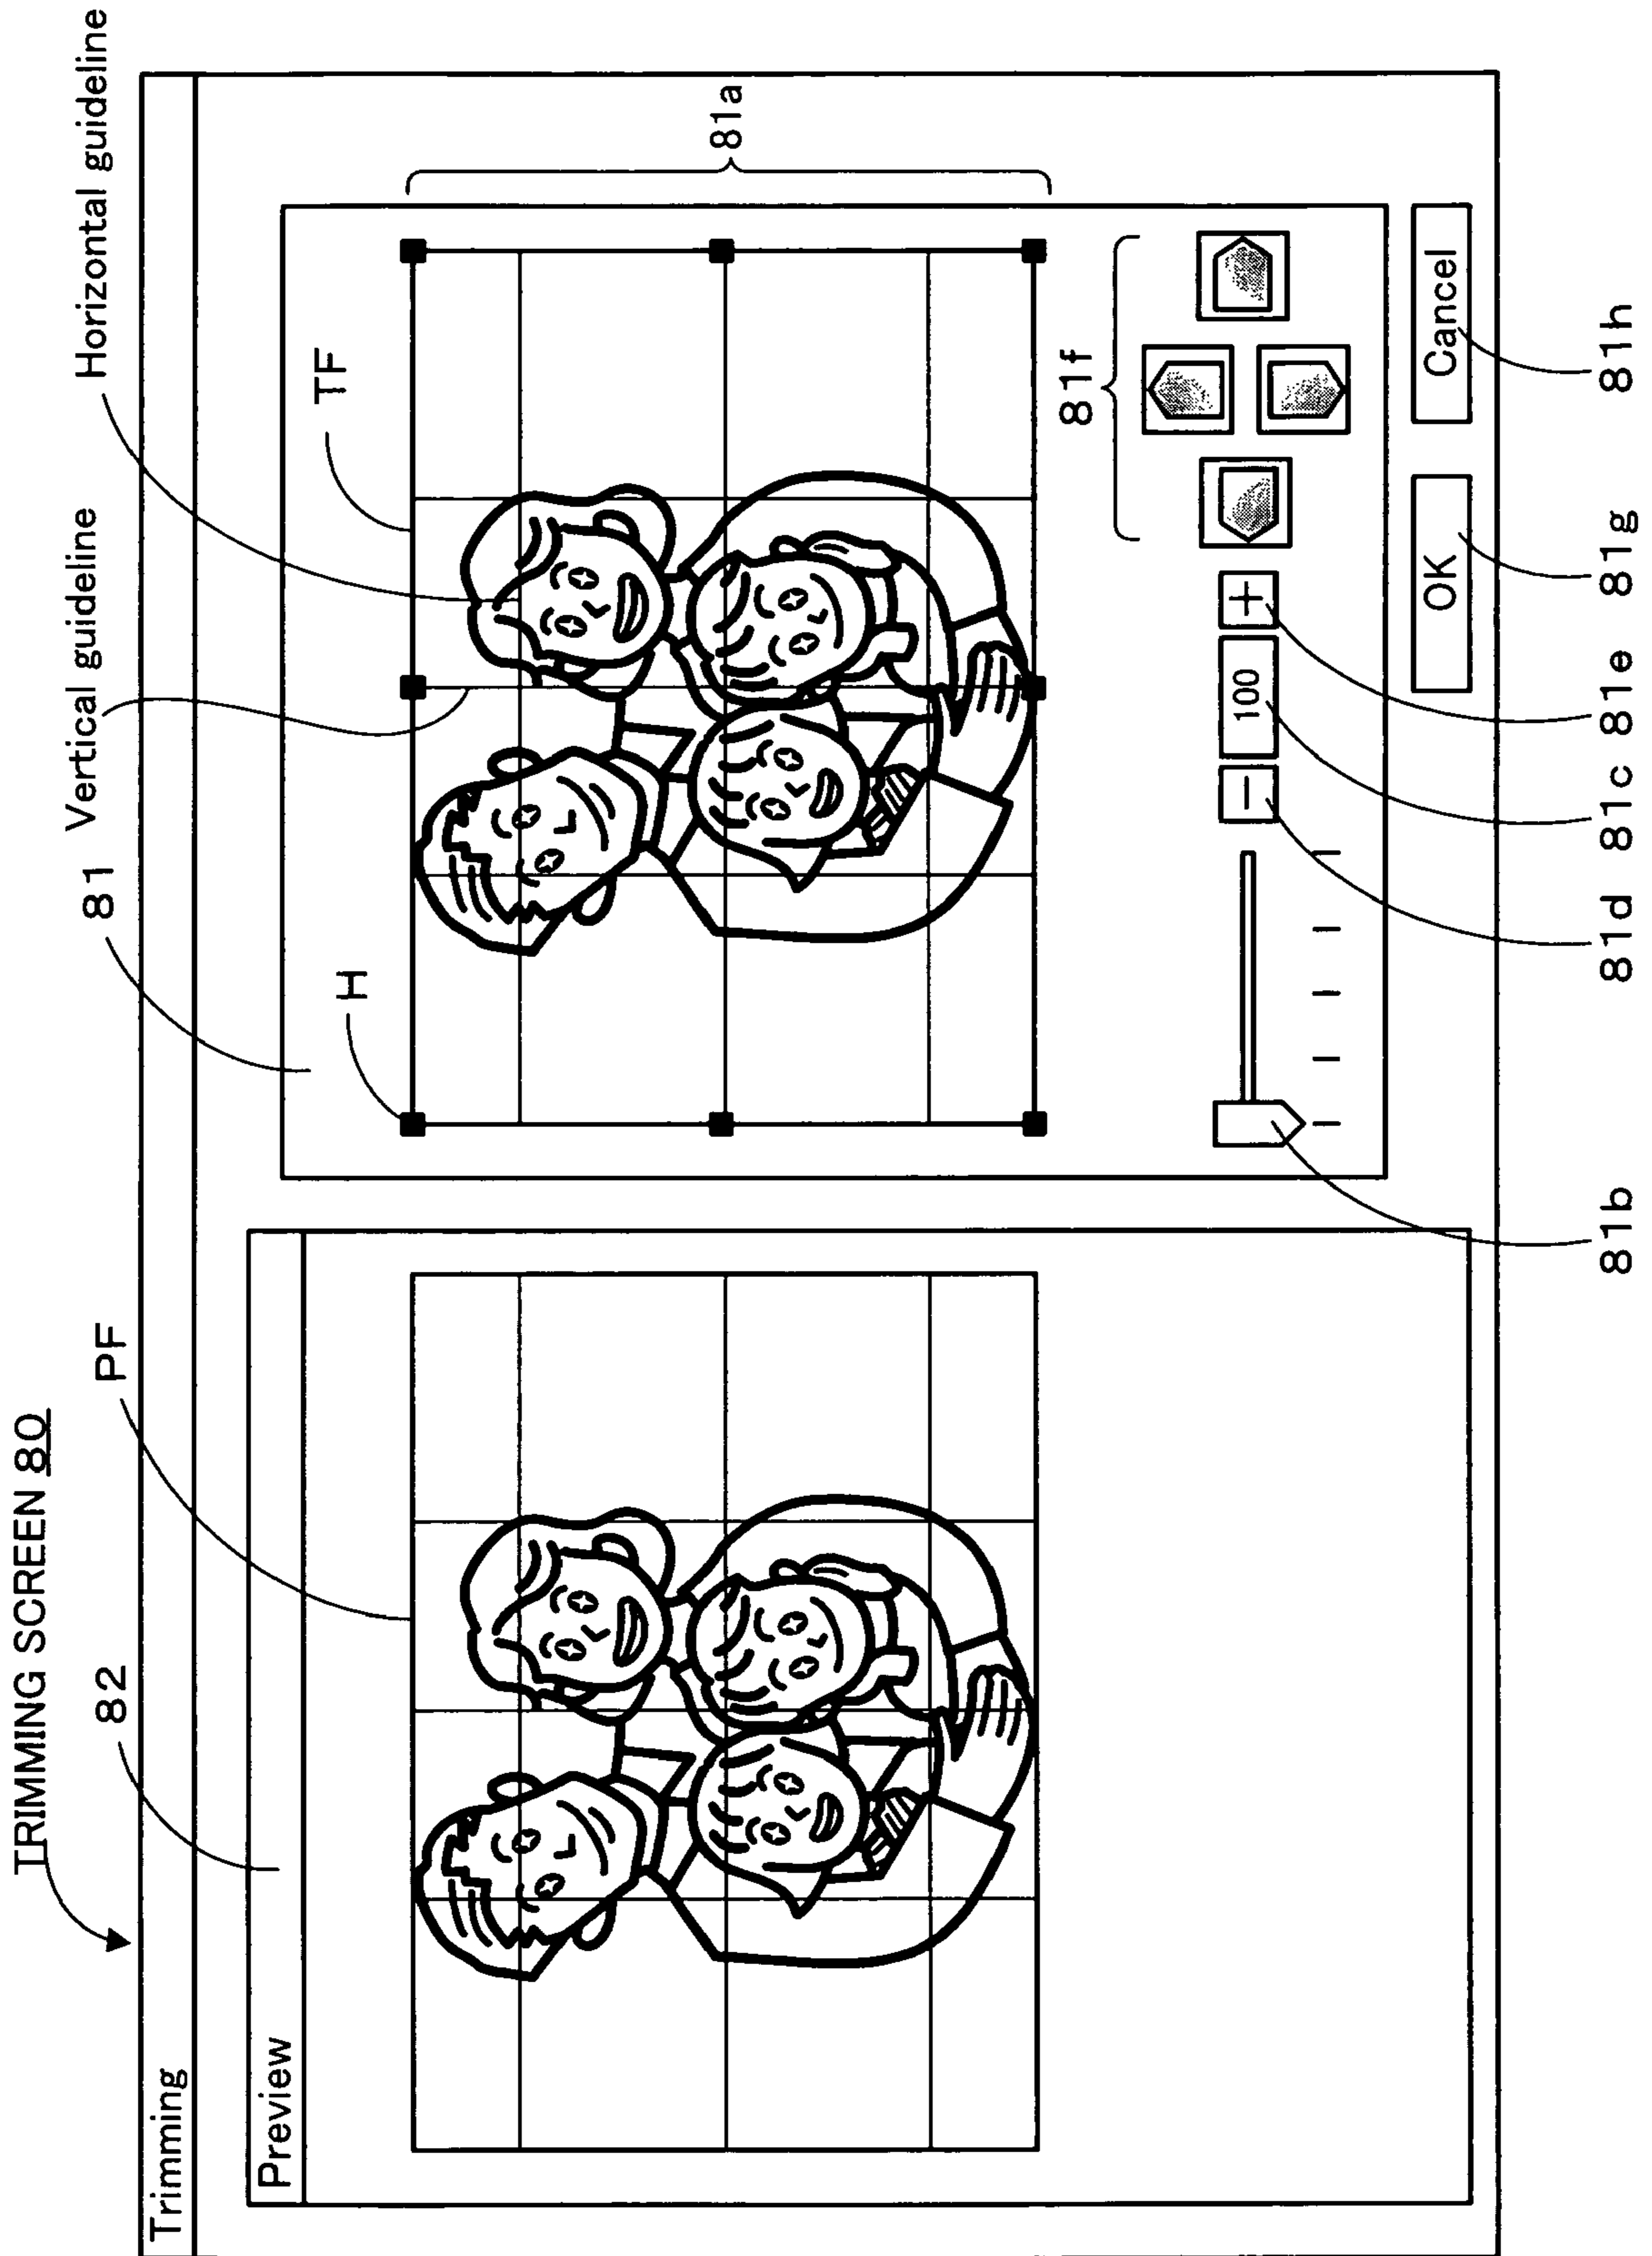 TRIMMING SCREEN 80
82
PF
81
Vertical guideline
Horizontal guideline
Trimming
Preview
H
TF
81a
81f
−
100
+
OK
Cancel
81b
81d
81c
81e
81g
81h